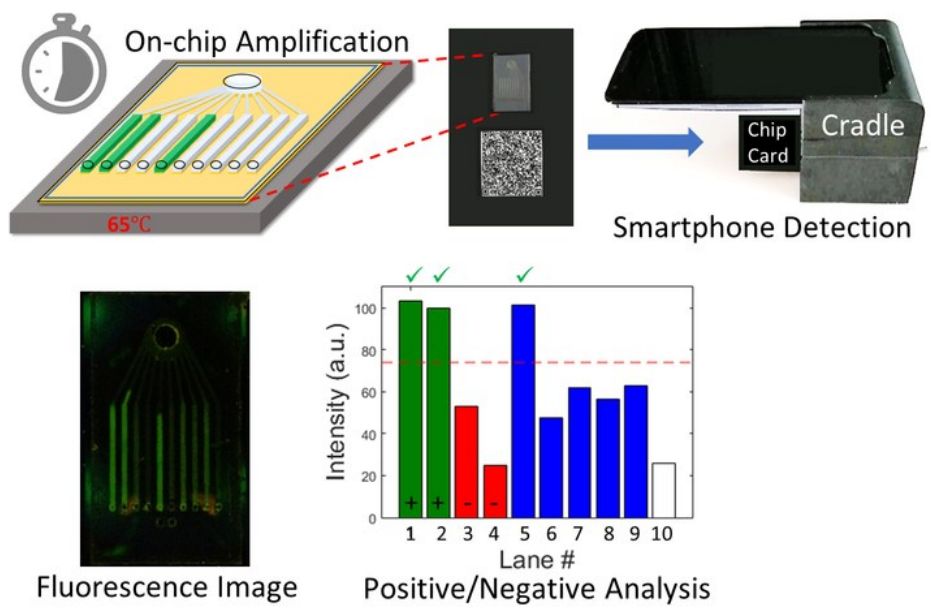 On-chip Amplification
65℃
Chip
Card
Cradle
Smartphone Detection
Fluorescence Image
✓ ✓ ✓
Intensity (a.u.)
100
80
60
40
20
0
+ + - -
1 2 3 4 5 6 7 8 9 10
Lane #
Positive/Negative Analysis